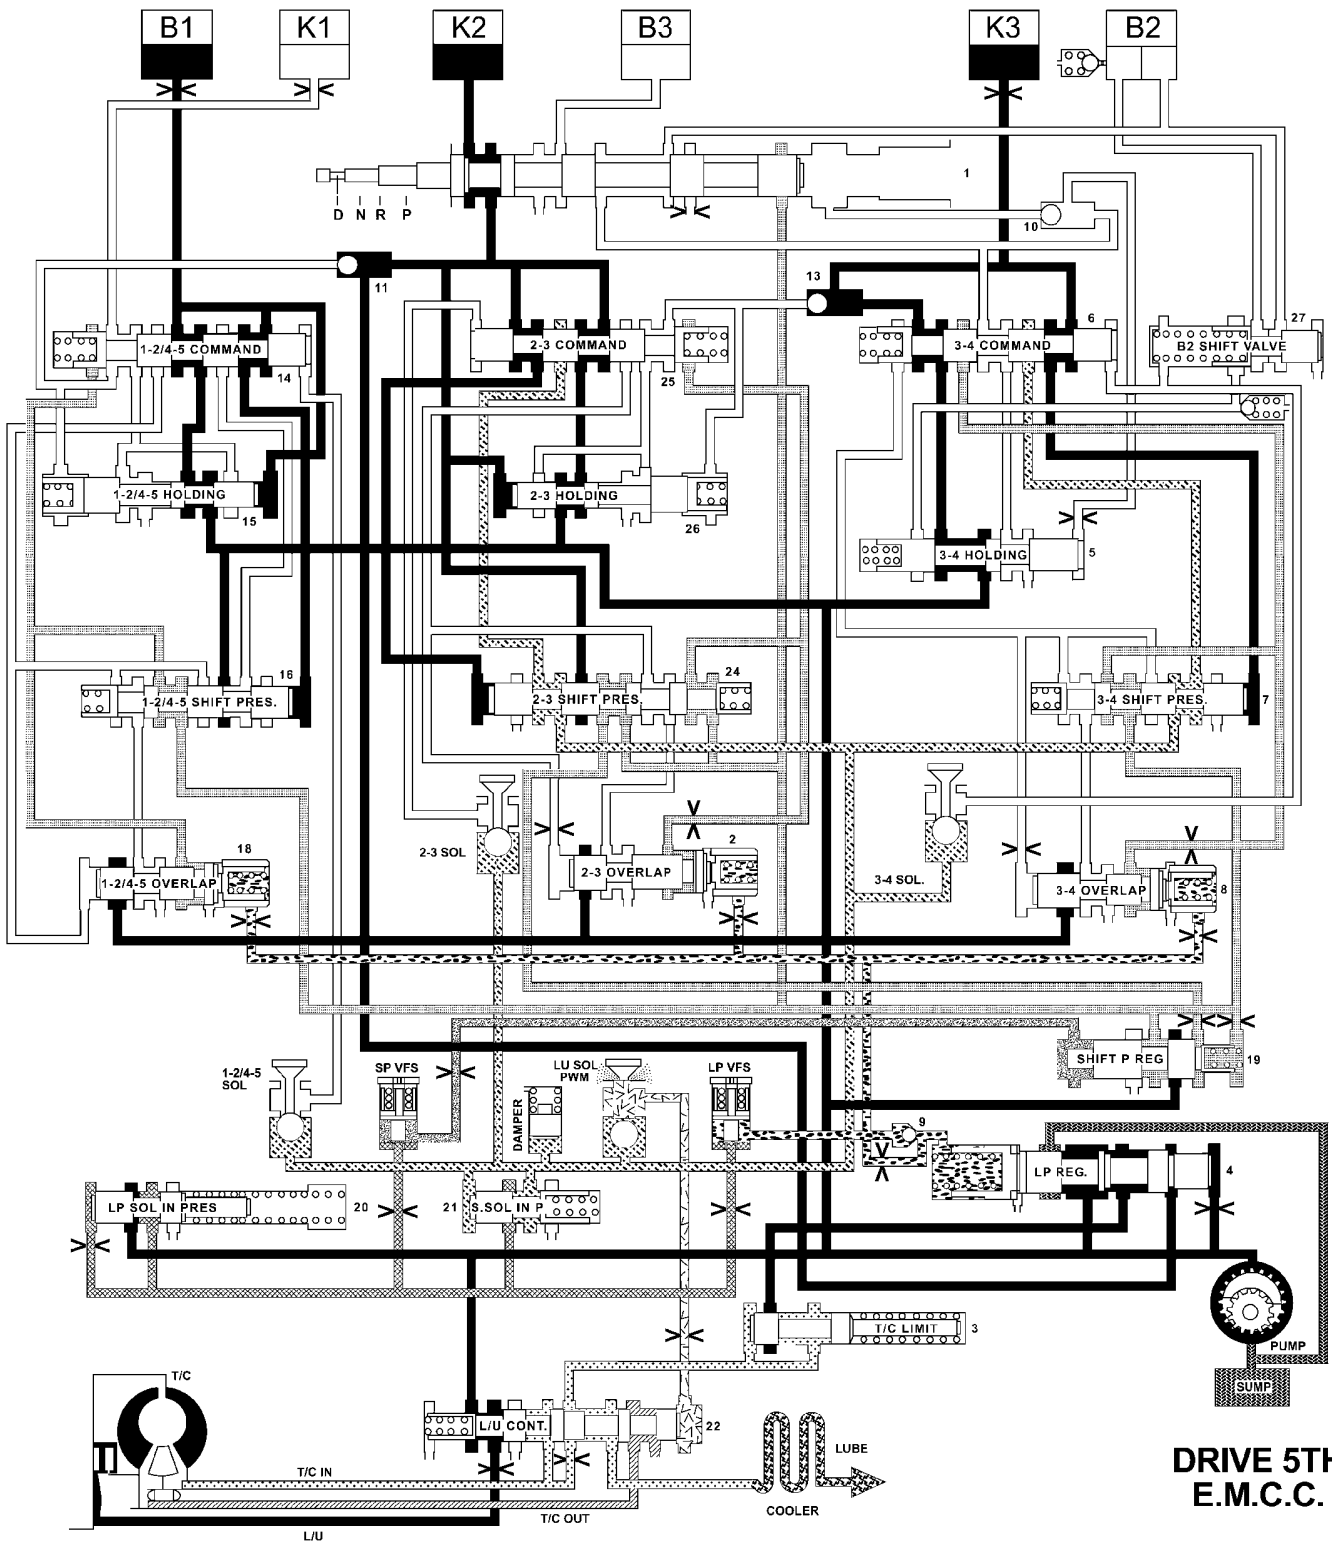 B1 K1 K2 B3 K3 B2
1
D N R P
10
11
13
6
27
1-2/4-5 COMMAND
14
2-3 COMMAND
25
3-4 COMMAND
B2 SHIFT VALVE
1-2/4-5 HOLDING
15
2-3 HOLDING
26
3-4 HOLDING
5
16
1-2/4-5 SHIFT PRES.
24
2-3 SHIFT PRES.
3-4 SHIFT PRES.
7
2-3 SOL
18
1-2/4-5 OVERLAP
2
2-3 OVERLAP
3-4 SOL.
3-4 OVERLAP
8
SHIFT P REG
19
1-2/4-5
SOL
SP VFS
DAMPER
LU SOL
PWM
LP VFS
9
LP REG.
4
LP SOL IN PRES
20
21
S.SOL IN P
T/C LIMIT
3
PUMP
SUMP
T/C
L/U CONT.
22
T/C IN
T/C OUT
L/U
LUBE
COOLER
DRIVE 5TH
E.M.C.C.